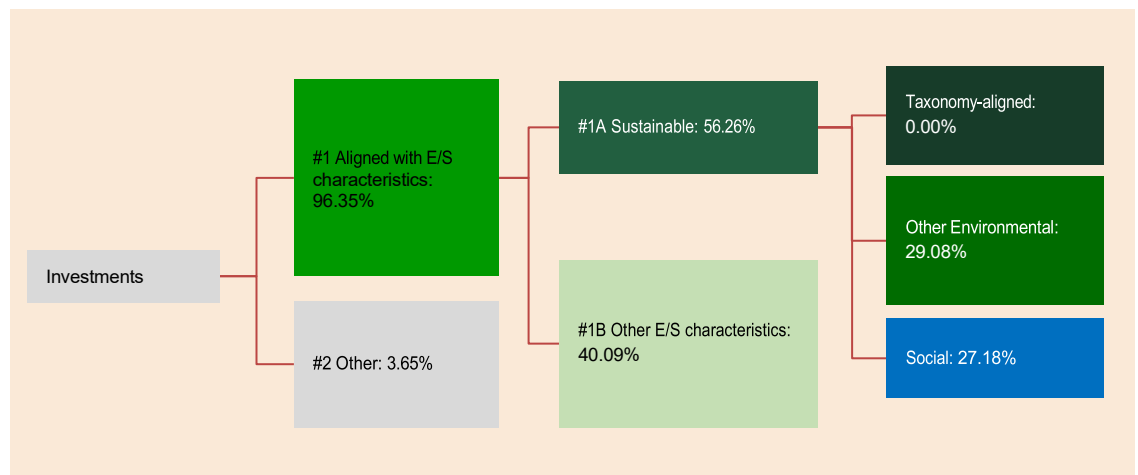 Investments
#1 Aligned with E/S
characteristics:
96.35%
#2 Other: 3.65%
#1A Sustainable: 56.26%
#1B Other E/S characteristics:
40.09%
Taxonomy-aligned:
0.00%
Other Environmental:
29.08%
Social: 27.18%